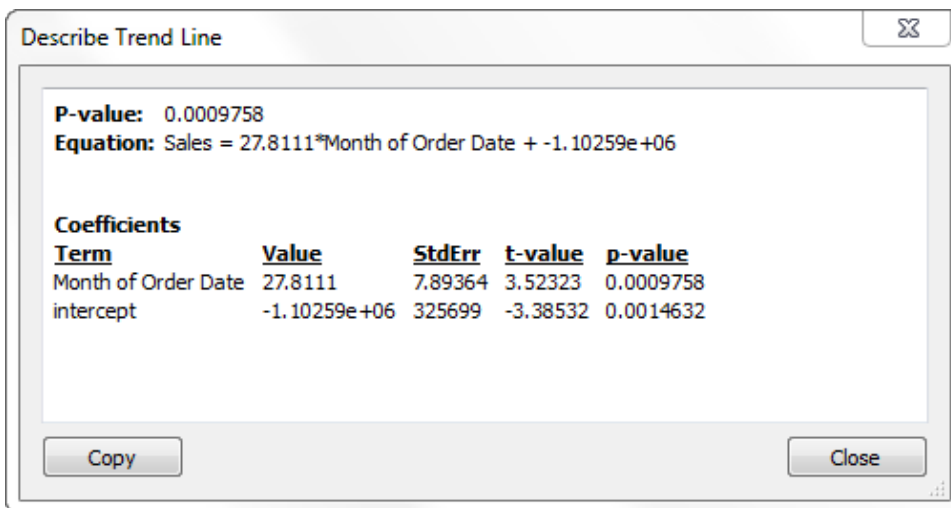 Describe Trend Line
P-value: 0.0009758
Equation: Sales = 27.8111*Month of Order Date + -1.10259e+06
Coefficients
Term Value StdErr t-value p-value
Month of Order Date 27.8111 7.89364 3.52323 0.0009758
intercept -1.10259e+06 325699 -3.38532 0.0014632
Copy Close